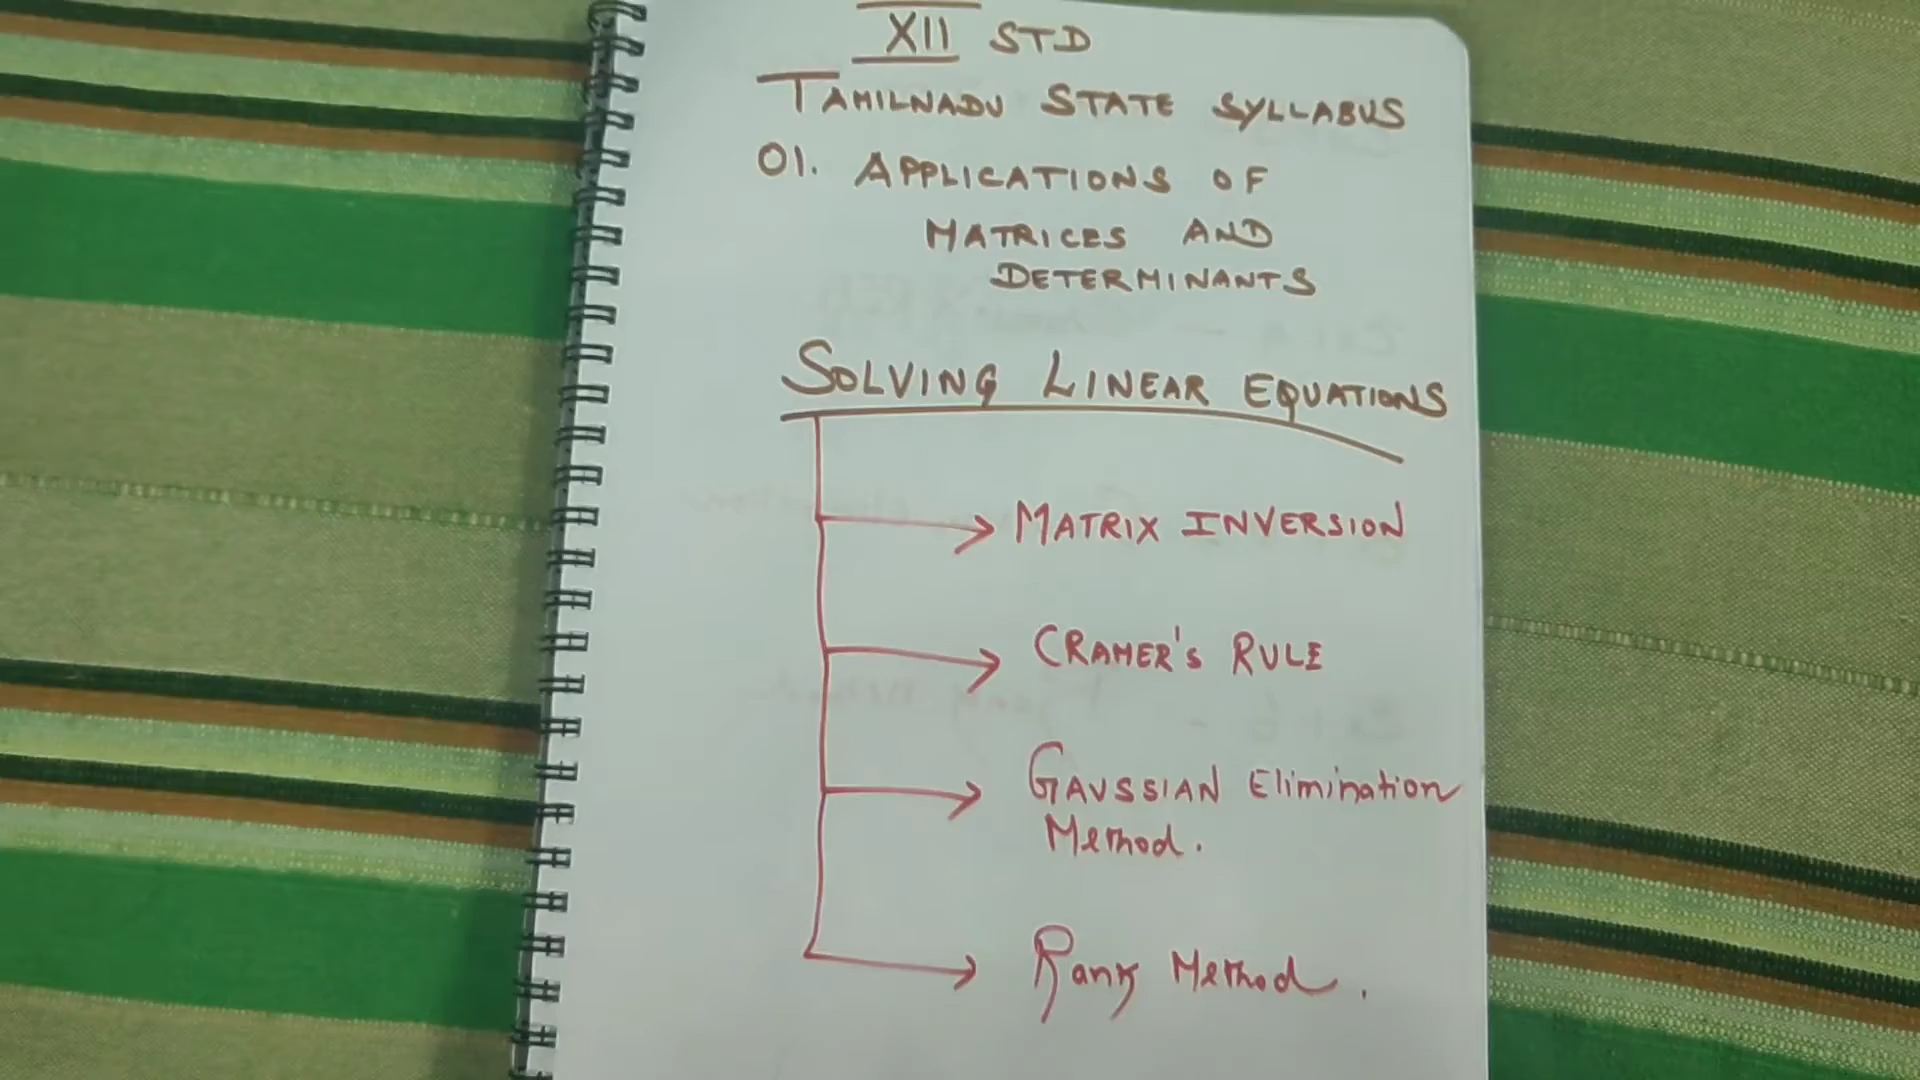 XII STD
TAMILNADU STATE SYLLABUS
01. APPLICATIONS OF
MATRICES AND
DETERMINANTS
SOLVING LINEAR EQUATIONS
MATRIX INVERSION
CRAMER'S RULE
GAUSSIAN Elimination
Method.
Rank Method.